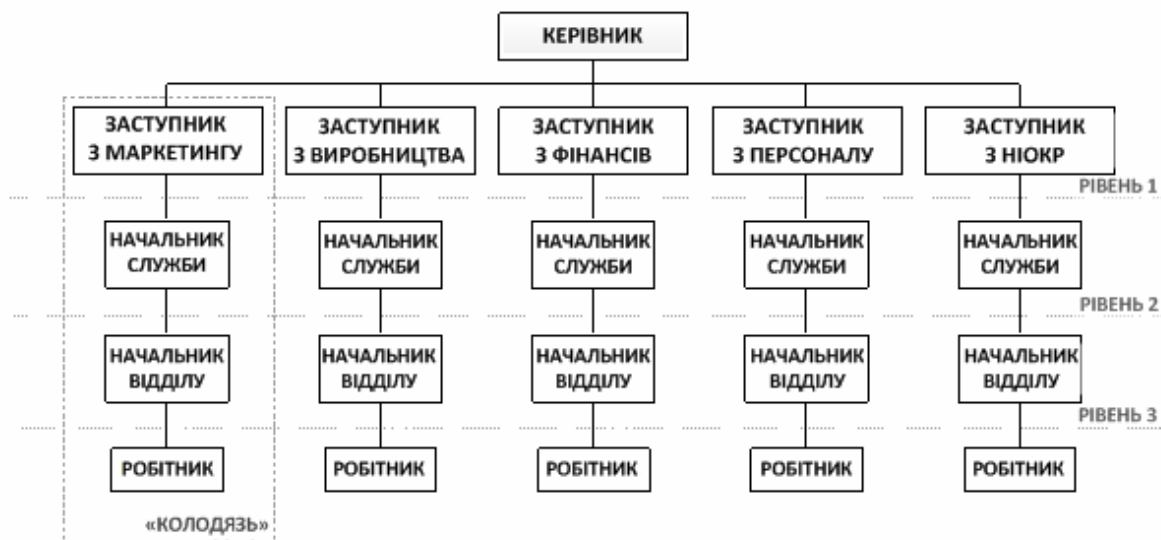 КЕРІВНИК
ЗАСТУПНИК
З МАРКЕТИНГУ
ЗАСТУПНИК
З ВИРОБНИЦТВА
ЗАСТУПНИК
З ФІНАНСІВ
ЗАСТУПНИК
З ПЕРСОНАЛУ
ЗАСТУПНИК
З НІОКР
РІВЕНЬ 1
НАЧАЛЬНИК
СЛУЖБИ
НАЧАЛЬНИК
СЛУЖБИ
НАЧАЛЬНИК
СЛУЖБИ
НАЧАЛЬНИК
СЛУЖБИ
НАЧАЛЬНИК
СЛУЖБИ
РІВЕНЬ 2
НАЧАЛЬНИК
ВІДДІЛУ
НАЧАЛЬНИК
ВІДДІЛУ
НАЧАЛЬНИК
ВІДДІЛУ
НАЧАЛЬНИК
ВІДДІЛУ
НАЧАЛЬНИК
ВІДДІЛУ
РІВЕНЬ 3
РОБІТНИК
РОБІТНИК
РОБІТНИК
РОБІТНИК
РОБІТНИК
«КОЛОДЯЗЬ»